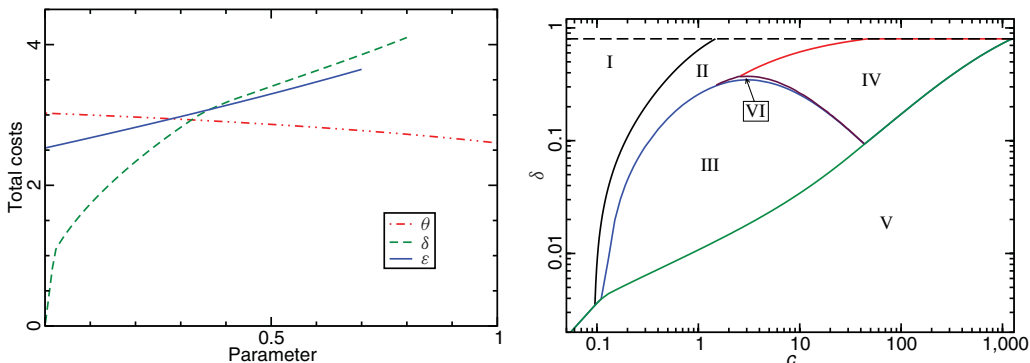 Total costs
4
2
0
0.5
1
Parameter
θ
δ
ε
δ
1
0.1
0.01
I
II
IV
VI
III
V
0.1
1
10
100
1,000